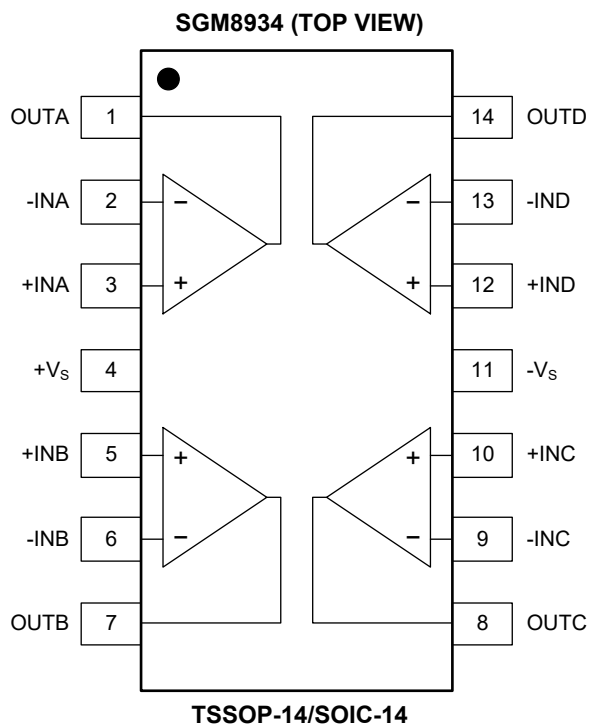 SGM8934 (TOP VIEW)
OUTA 1 14 OUTD
-INA 2 − − 13 -IND
+INA 3 + + 12 +IND
+VS 4 11 -VS
+INB 5 + + 10 +INC
-INB 6 − − 9 -INC
OUTB 7 8 OUTC
TSSOP-14/SOIC-14